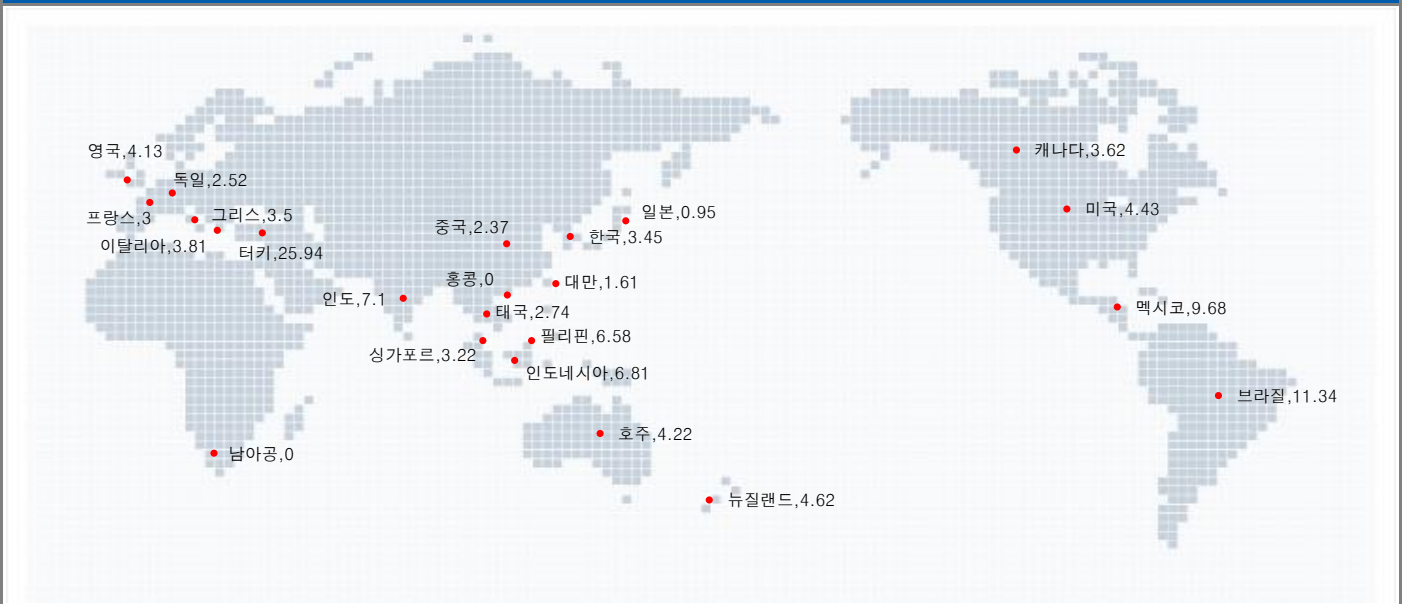 영국,4.13
캐나다,3.62
독일,2.52
프랑스,3
그리스,3.5
일본,0.95
미국,4.43
중국,2.37
한국,3.45
이탈리아,3.81
터키,25.94
홍콩,0
대만,1.61
인도,7.1
태국,2.74
멕시코,9.68
필리핀,6.58
싱가포르,3.22
인도네시아,6.81
브라질,11.34
호주,4.22
남아공,0
뉴질랜드,4.62